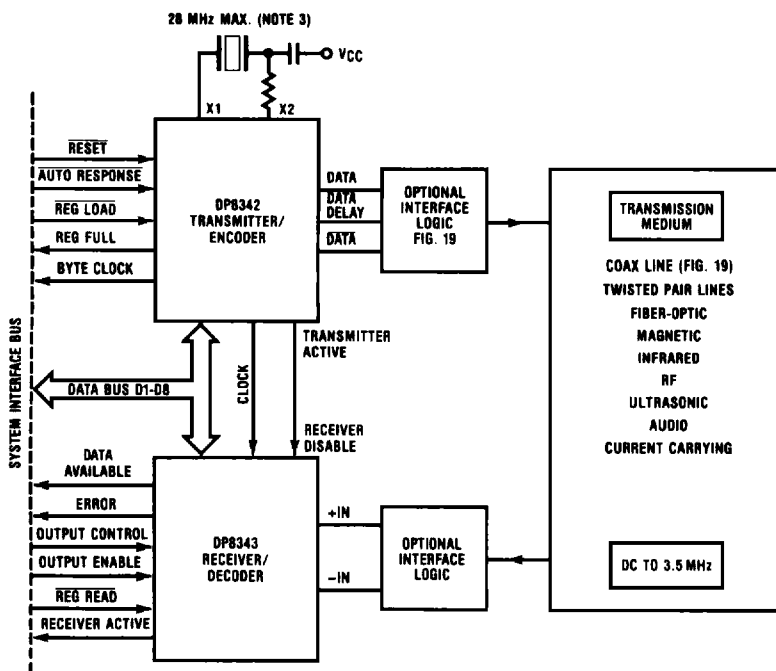 28 MHz MAX. (NOTE 3)
VCC
X1
X2
RESET
AUTO RESPONSE
REG LOAD
REG FULL
BYTE CLOCK
DP8342
TRANSMITTER/
ENCODER
DATA
DATA
DELAY
DATA
OPTIONAL
INTERFACE
LOGIC
FIG. 19
TRANSMISSION
MEDIUM
COAX LINE (FIG. 19)
TWISTED PAIR LINES
FIBER-OPTIC
MAGNETIC
INFRARED
RF
ULTRASONIC
AUDIO
CURRENT CARRYING
DC TO 3.5 MHz
SYSTEM INTERFACE BUS
DATA BUS D1-D8
CLOCK
TRANSMITTER
ACTIVE
RECEIVER
DISABLE
DATA
AVAILABLE
ERROR
OUTPUT CONTROL
OUTPUT ENABLE
REG READ
RECEIVER ACTIVE
DP8343
RECEIVER/
DECODER
+IN
−IN
OPTIONAL
INTERFACE
LOGIC